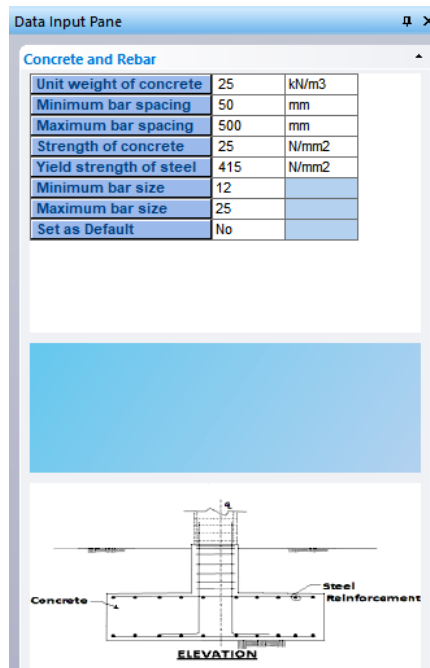 Data Input Pane
Concrete and Rebar
Unit weight of concrete 25 kN/m3
Minimum bar spacing 50 mm
Maximum bar spacing 500 mm
Strength of concrete 25 N/mm2
Yield strength of steel 415 N/mm2
Minimum bar size 12
Maximum bar size 25
Set as Default No
Steel
Concrete Reinforcement
ELEVATION